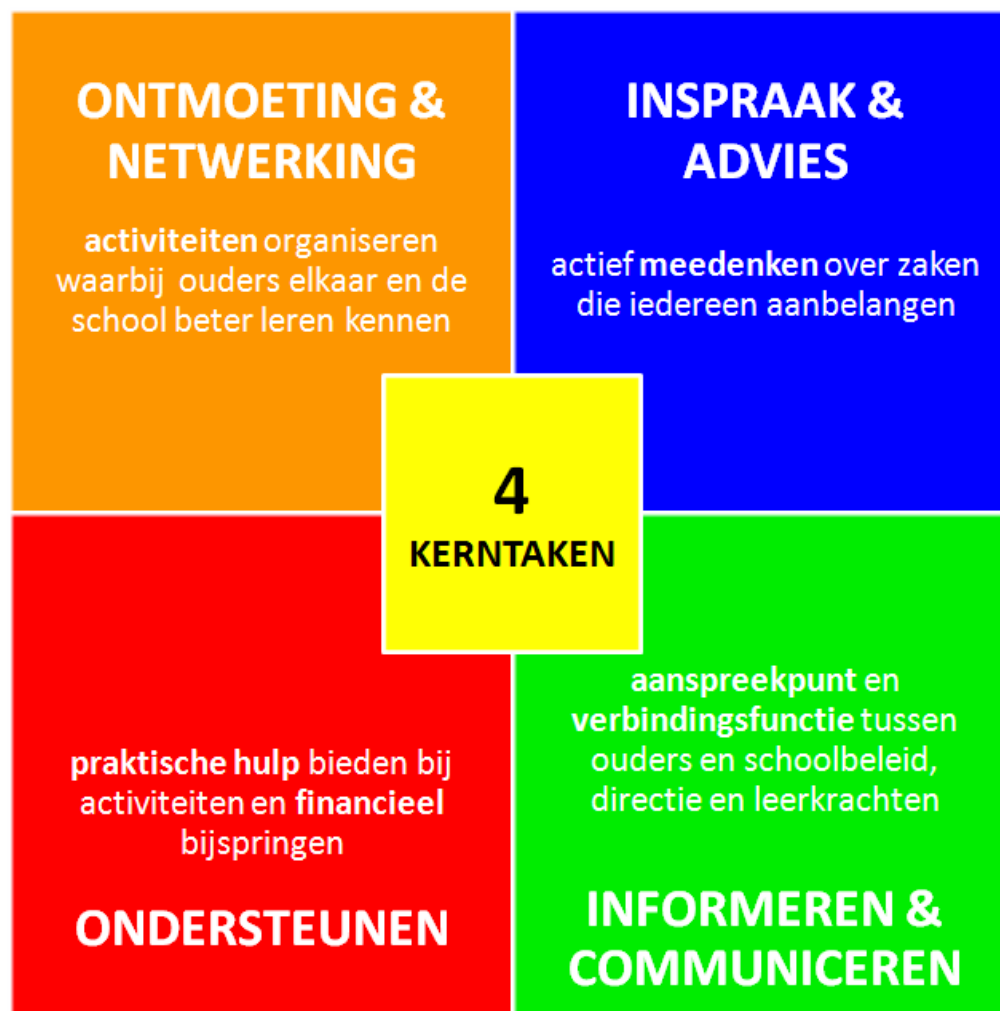 ONTMOETING &
NETWERKING
activiteiten organiseren
waarbij ouders elkaar en de
school beter leren kennen
INSPRAAK &
ADVIES
actief meedenken over zaken
die iedereen aanbelangen
4
KERNTAKEN
praktische hulp bieden bij
activiteiten en financieel
bijspringen
ONDERSTEUNEN
aanspreekpunt en
verbindingsfunctie tussen
ouders en schoolbeleid,
directie en leerkrachten
INFORMEREN &
COMMUNICEREN